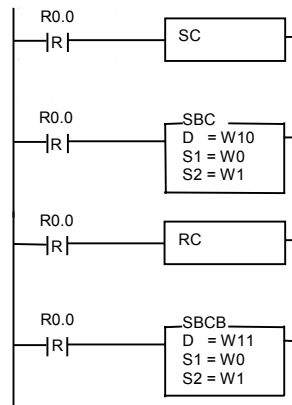 R0.0
R
SC
R0.0
R
SBC
D = W10
S1 = W0
S2 = W1
R0.0
R
RC
R0.0
R
SBCB
D = W11
S1 = W0
S2 = W1